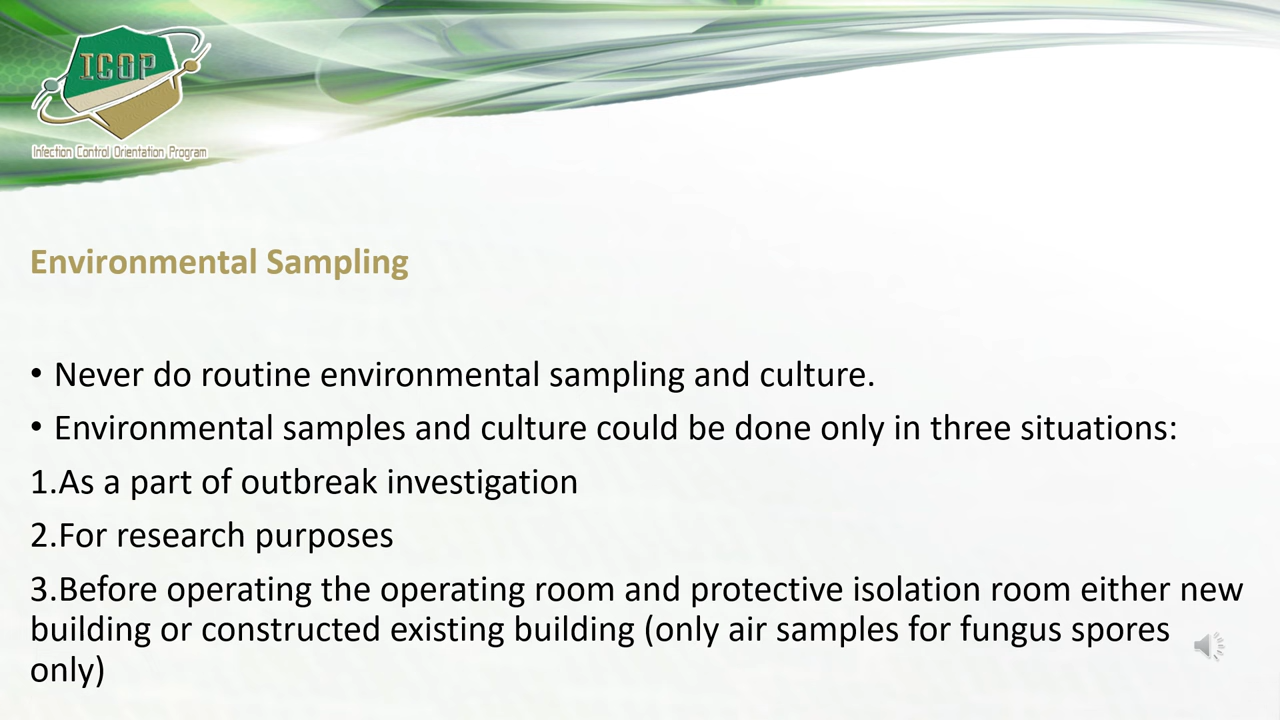 ICOP
Infection Control Orientation Program
Environmental Sampling
• Never do routine environmental sampling and culture.
• Environmental samples and culture could be done only in three situations:
1.As a part of outbreak investigation
2.For research purposes
3.Before operating the operating room and protective isolation room either new
building or constructed existing building (only air samples for fungus spores
only)